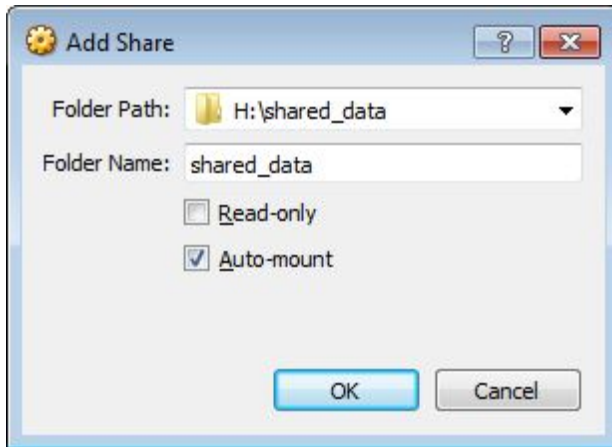 Add Share
Folder Path: H:\shared_data
Folder Name: shared_data
Read-only
Auto-mount
OK Cancel